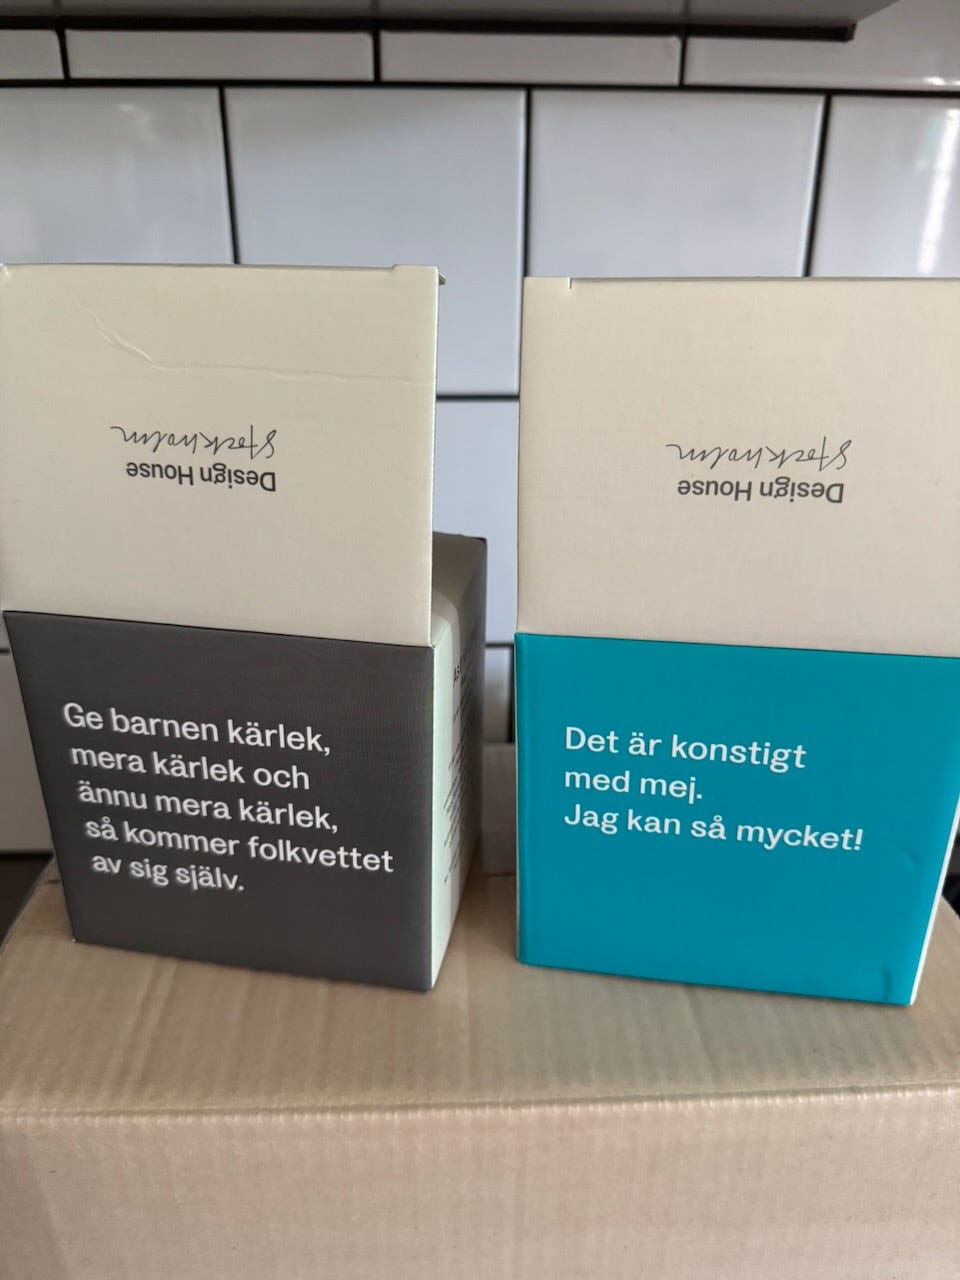 Design House
Stockholm
Ge barnen kärlek,
mera kärlek och
ännu mera kärlek,
så kommer folkvettet
av sig själv.
Design House
Stockholm
Det är konstigt
med mej.
Jag kan så mycket!